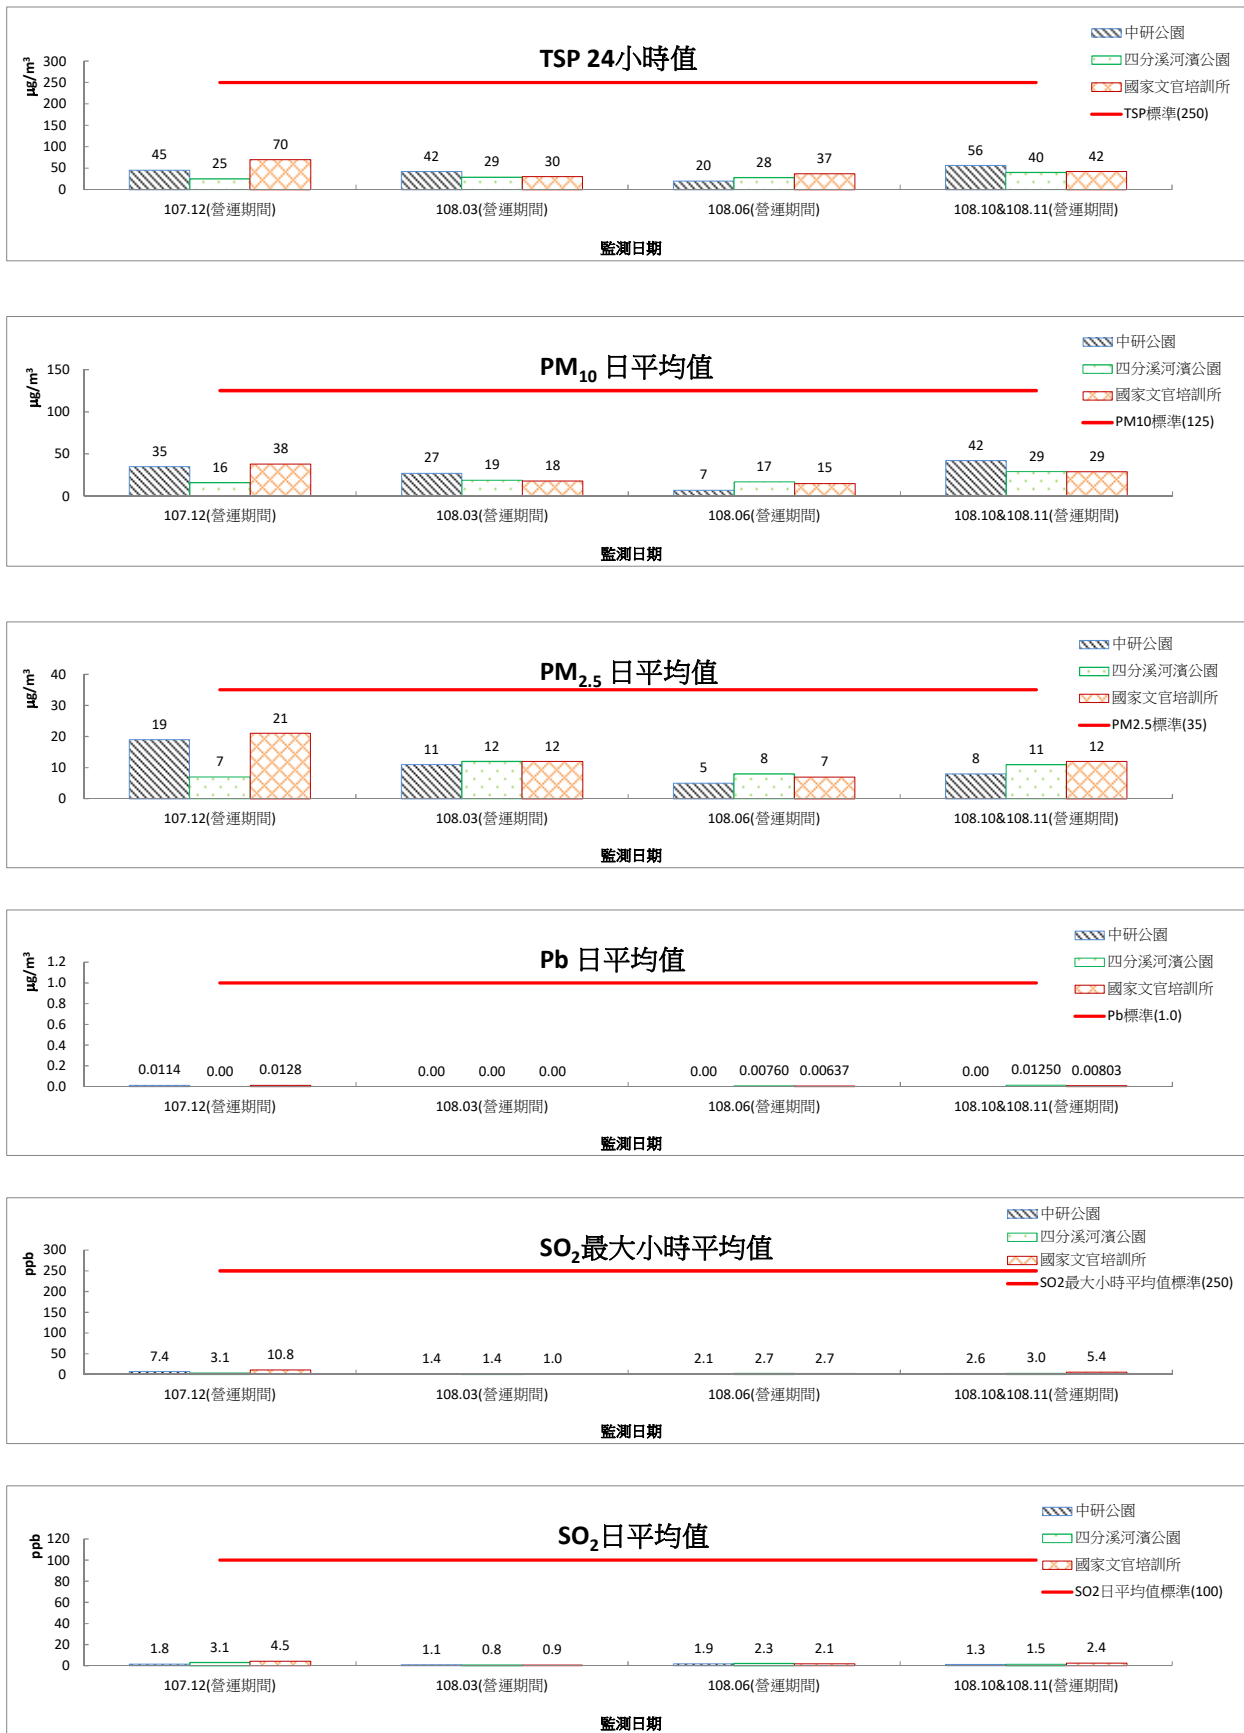 TSP 24小時值
μg/m³
300
250
200
150
100
50
0
中研公園
四分溪河濱公園
國家文官培訓所
TSP標準(250)
45 25 70 42 29 30 20 28 37 56 40 42
107.12(營運期間) 108.03(營運期間) 108.06(營運期間) 108.10&108.11(營運期間)
監測日期
PM10 日平均值
μg/m³
150
100
50
0
中研公園
四分溪河濱公園
國家文官培訓所
PM10標準(125)
35 16 38 27 19 18 7 17 15 42 29 29
107.12(營運期間) 108.03(營運期間) 108.06(營運期間) 108.10&108.11(營運期間)
監測日期
PM2.5 日平均值
μg/m³
40
30
20
10
0
中研公園
四分溪河濱公園
國家文官培訓所
PM2.5標準(35)
19 7 21 11 12 12 5 8 7 8 11 12
107.12(營運期間) 108.03(營運期間) 108.06(營運期間) 108.10&108.11(營運期間)
監測日期
Pb 日平均值
μg/m³
1.2
1.0
0.8
0.6
0.4
0.2
0.0
中研公園
四分溪河濱公園
國家文官培訓所
Pb標準(1.0)
0.0114 0.00 0.0128 0.00 0.00 0.00 0.00 0.00760 0.00637 0.00 0.01250 0.00803
107.12(營運期間) 108.03(營運期間) 108.06(營運期間) 108.10&108.11(營運期間)
監測日期
SO2最大小時平均值
ppb
300
250
200
150
100
50
0
中研公園
四分溪河濱公園
國家文官培訓所
SO2最大小時平均值標準(250)
7.4 3.1 10.8 1.4 1.4 1.0 2.1 2.7 2.7 2.6 3.0 5.4
107.12(營運期間) 108.03(營運期間) 108.06(營運期間) 108.10&108.11(營運期間)
監測日期
SO2日平均值
ppb
120
100
80
60
40
20
0
中研公園
四分溪河濱公園
國家文官培訓所
SO2日平均值標準(100)
1.8 3.1 4.5 1.1 0.8 0.9 1.9 2.3 2.1 1.3 1.5 2.4
107.12(營運期間) 108.03(營運期間) 108.06(營運期間) 108.10&108.11(營運期間)
監測日期